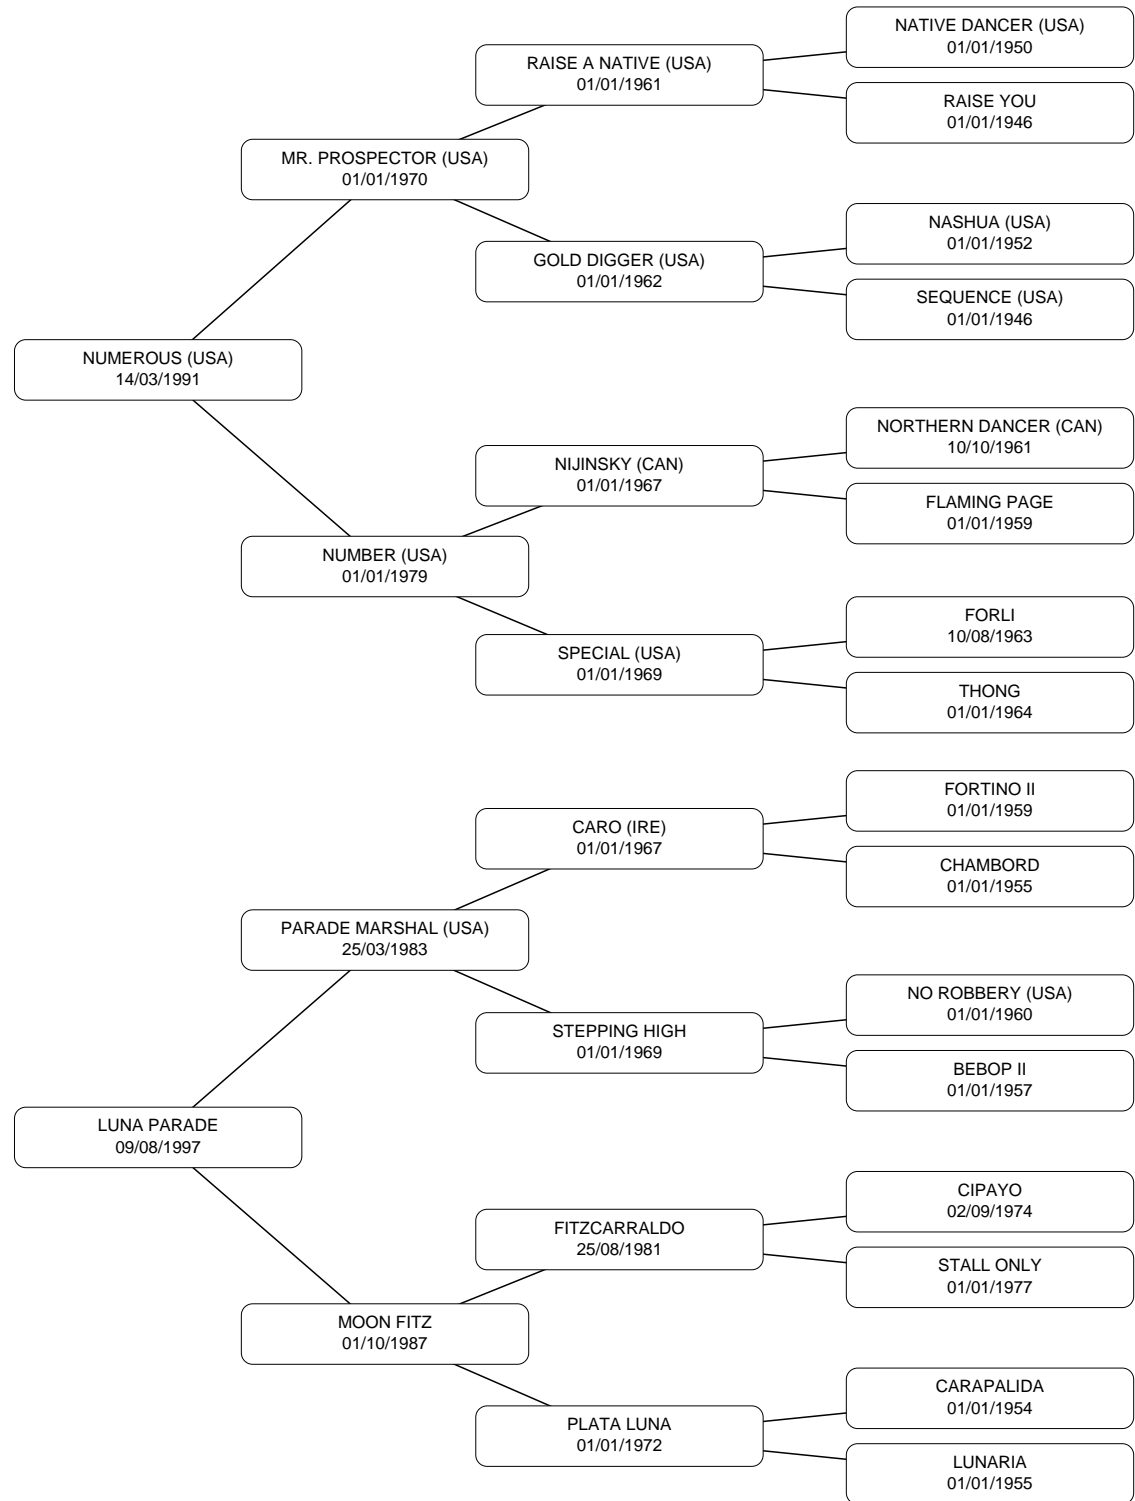 NATIVE DANCER (USA)
01/01/1950
RAISE A NATIVE (USA)
01/01/1961
RAISE YOU
01/01/1946
MR. PROSPECTOR (USA)
01/01/1970
NASHUA (USA)
01/01/1952
GOLD DIGGER (USA)
01/01/1962
SEQUENCE (USA)
01/01/1946
NUMEROUS (USA)
14/03/1991
NORTHERN DANCER (CAN)
10/10/1961
NIJINSKY (CAN)
01/01/1967
FLAMING PAGE
01/01/1959
NUMBER (USA)
01/01/1979
FORLI
10/08/1963
SPECIAL (USA)
01/01/1969
THONG
01/01/1964
FORTINO II
01/01/1959
CARO (IRE)
01/01/1967
CHAMBORD
01/01/1955
PARADE MARSHAL (USA)
25/03/1983
NO ROBBERY (USA)
01/01/1960
STEPPING HIGH
01/01/1969
BEBOP II
01/01/1957
LUNA PARADE
09/08/1997
CIPAYO
02/09/1974
FITZCARRALDO
25/08/1981
STALL ONLY
01/01/1977
MOON FITZ
01/10/1987
CARAPALIDA
01/01/1954
PLATA LUNA
01/01/1972
LUNARIA
01/01/1955